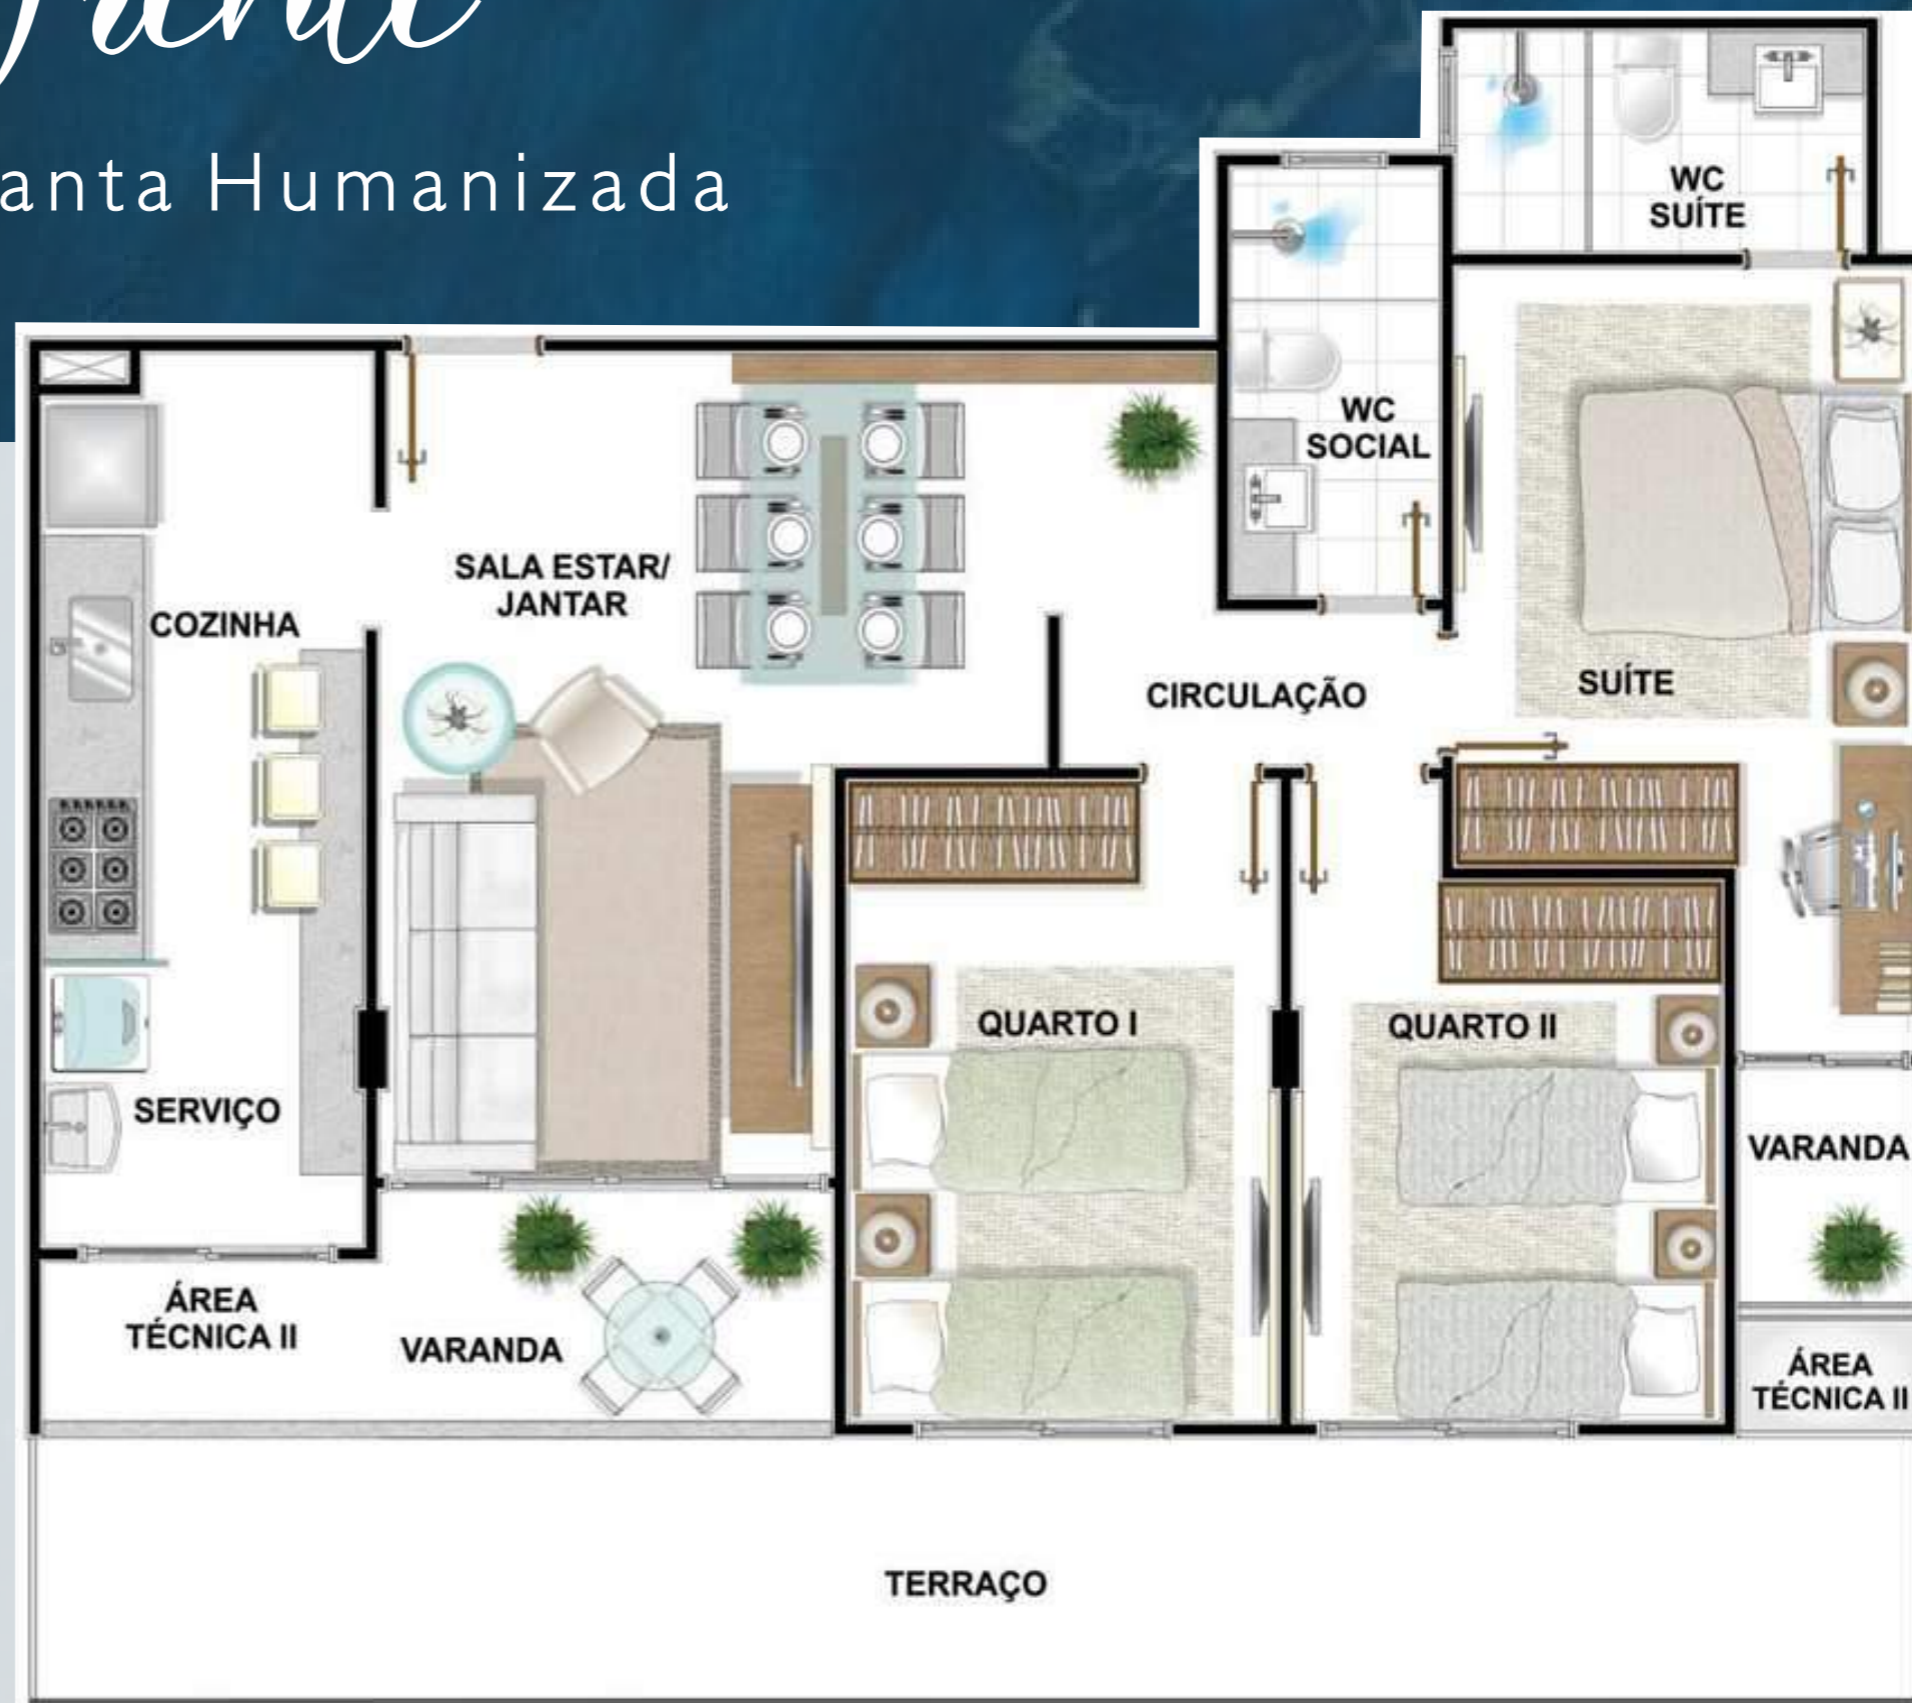 frente
anta Humanizada
WC
SUÍTE
WC
SOCIAL
SALA ESTAR/
JANTAR
COZINHA
CIRCULAÇÃO
SUÍTE
QUARTO I
QUARTO II
SERVIÇO
VARANDA
ÁREA
TÉCNICA II
VARANDA
ÁREA
TÉCNICA II
TERRAÇO